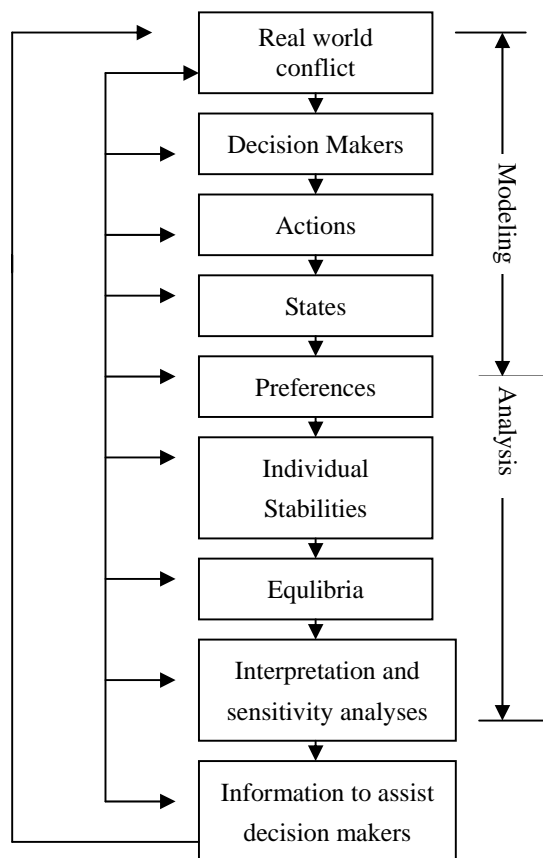 Real world
conflict
Decision Makers
Actions
States
Preferences
Individual
Stabilities
Equlibria
Interpretation and
sensitivity analyses
Information to assist
decision makers
Modeling
Analysis